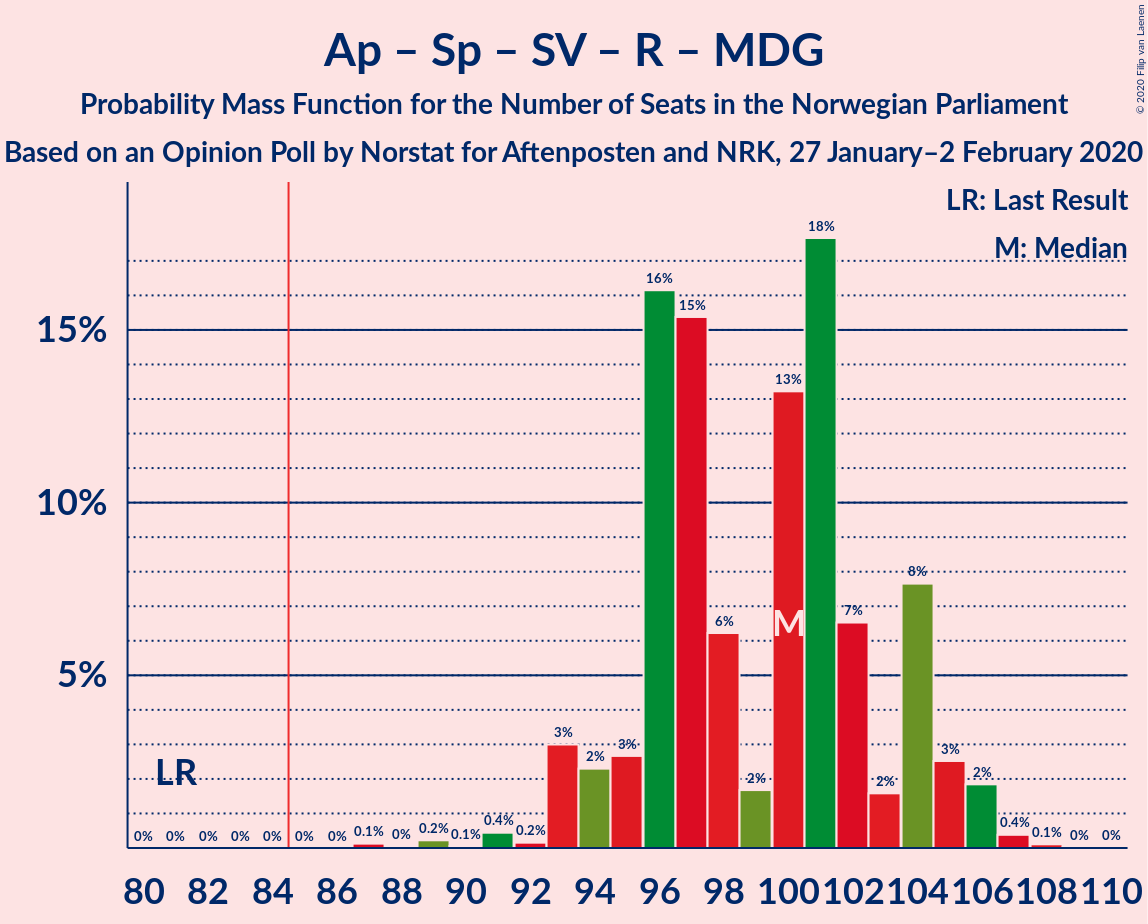 Ap – Sp – SV – R – MDG
Probability Mass Function for the Number of Seats in the Norwegian Parliament
Based on an Opinion Poll by Norstat for Aftenposten and NRK, 27 January–2 February 2020
© 2020 Filip van Laenen
LR: Last Result
M: Median
15%
10%
5%
LR
M
0% 0% 0% 0% 0% 0% 0% 0.1% 0% 0.2% 0.1% 0.4% 0.2% 3% 2% 3% 16% 15% 6% 2% 13% 18% 7% 2% 8% 3% 2% 0.4% 0.1% 0% 0%
80 82 84 86 88 90 92 94 96 98 100 102 104 106 108 110